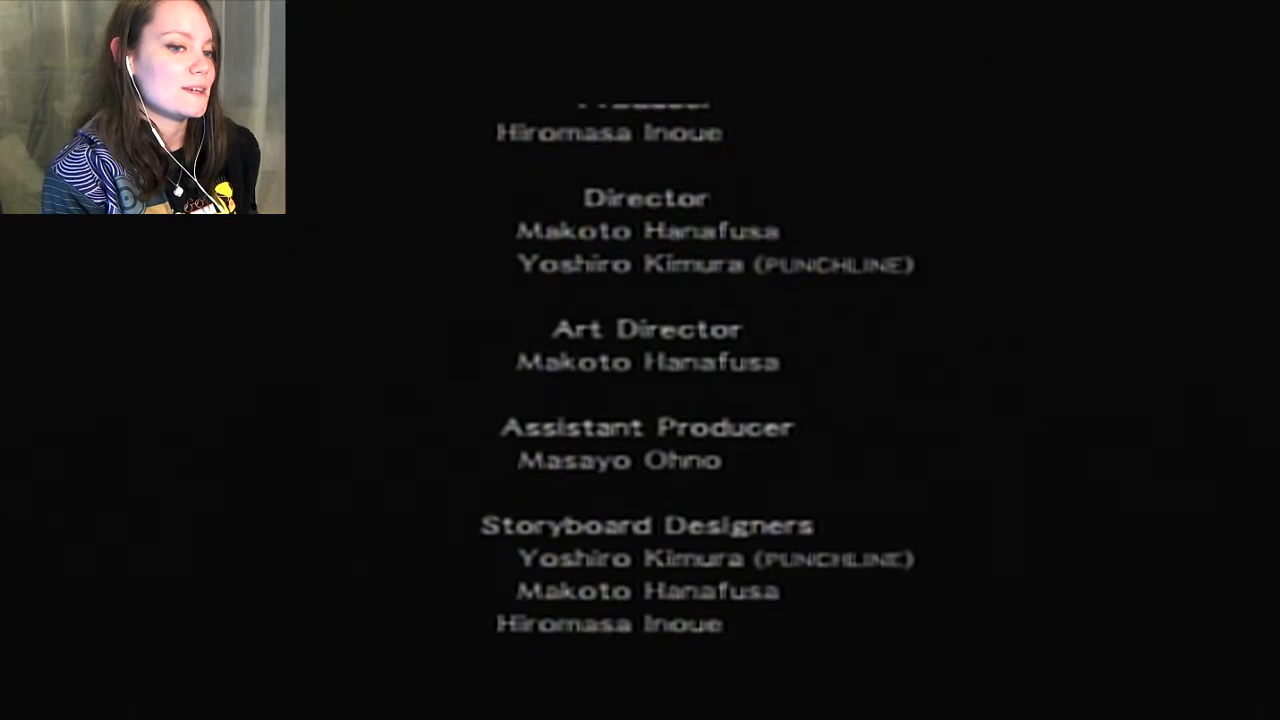 Producer
Hiromasa Inoue
Director
Makoto Hanafusa
Yoshiro Kimura (PUNCHLINE)
Art Director
Makoto Hanafusa
Assistant Producer
Masayo Ohno
Storyboard Designers
Yoshiro Kimura (PUNCHLINE)
Makoto Hanafusa
Hiromasa Inoue